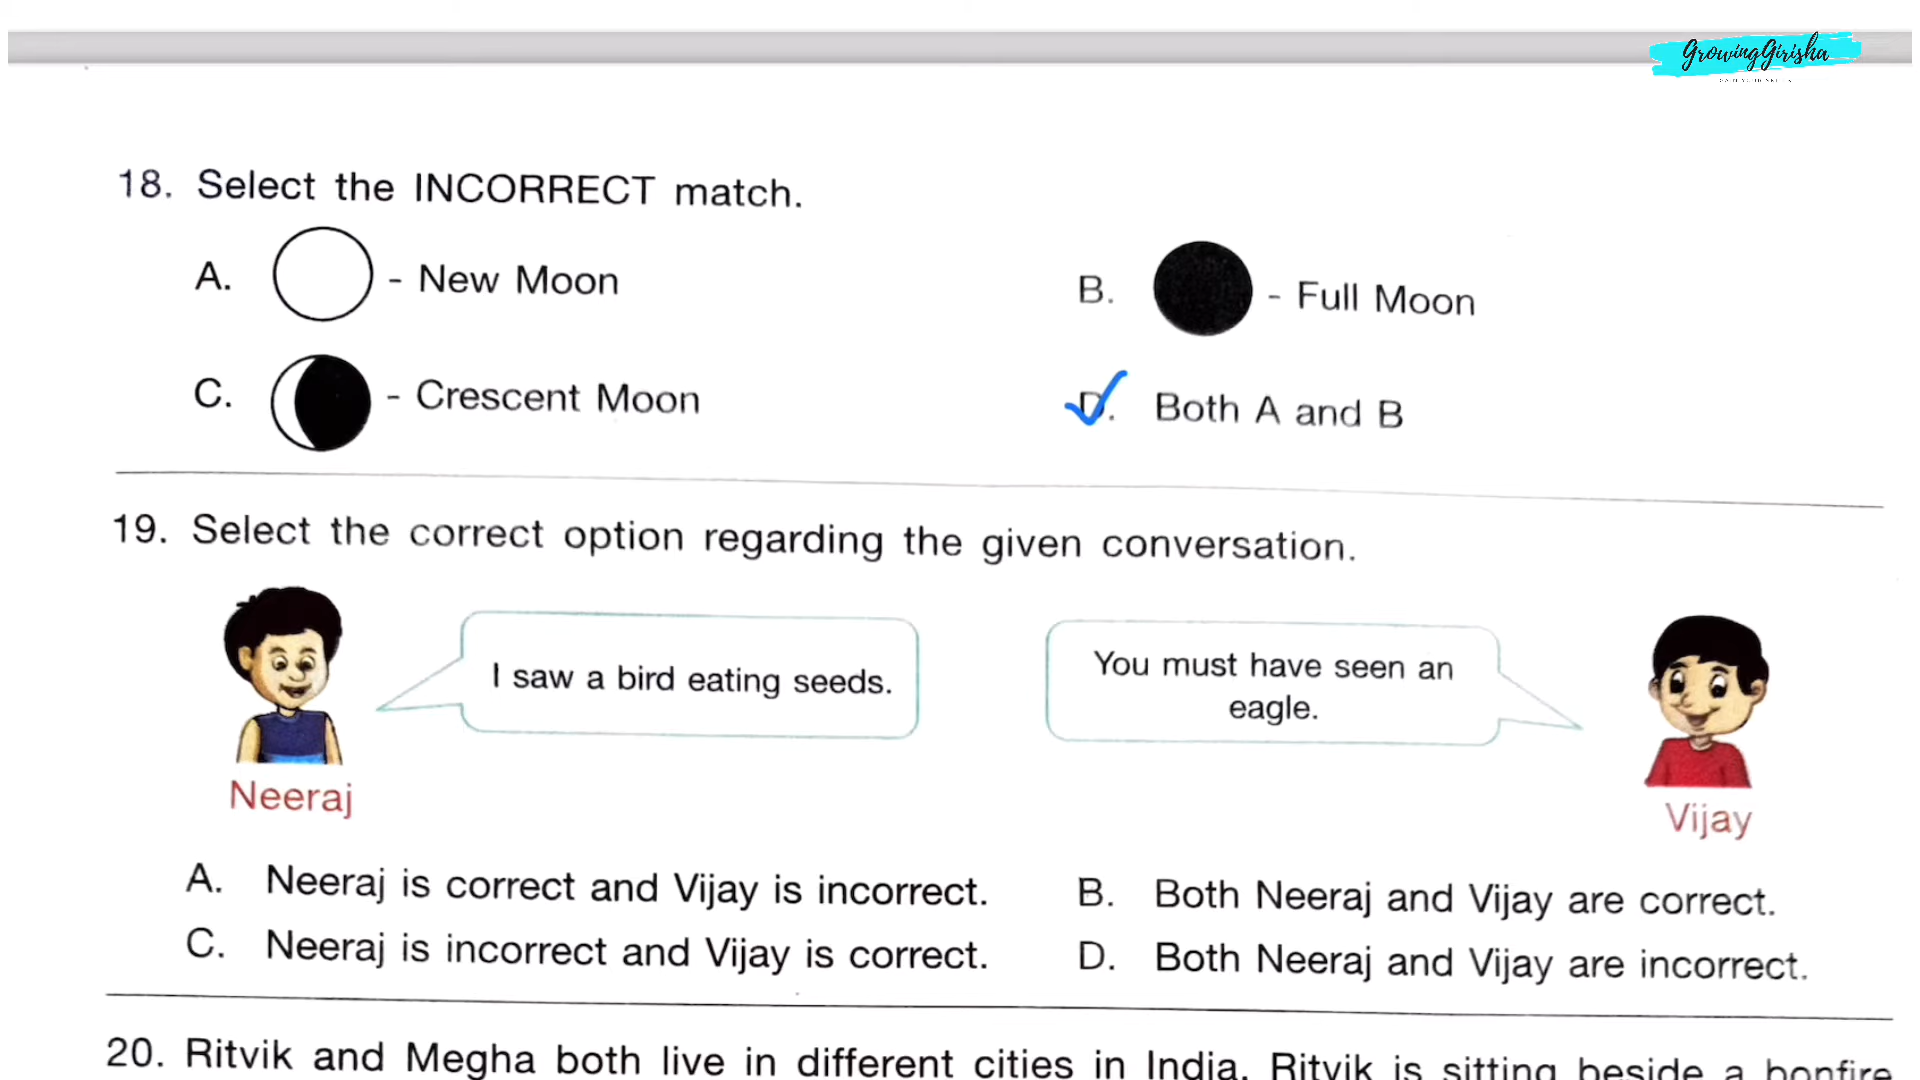 GrowingGirisha
18. Select the INCORRECT match.
A. - New Moon
B. - Full Moon
C. - Crescent Moon
D. Both A and B
19. Select the correct option regarding the given conversation.
I saw a bird eating seeds.
You must have seen an
eagle.
Neeraj
Vijay
A. Neeraj is correct and Vijay is incorrect.
B. Both Neeraj and Vijay are correct.
C. Neeraj is incorrect and Vijay is correct.
D. Both Neeraj and Vijay are incorrect.
20. Ritvik and Megha both live in different cities in India. Ritvik is sitting beside a bonfire